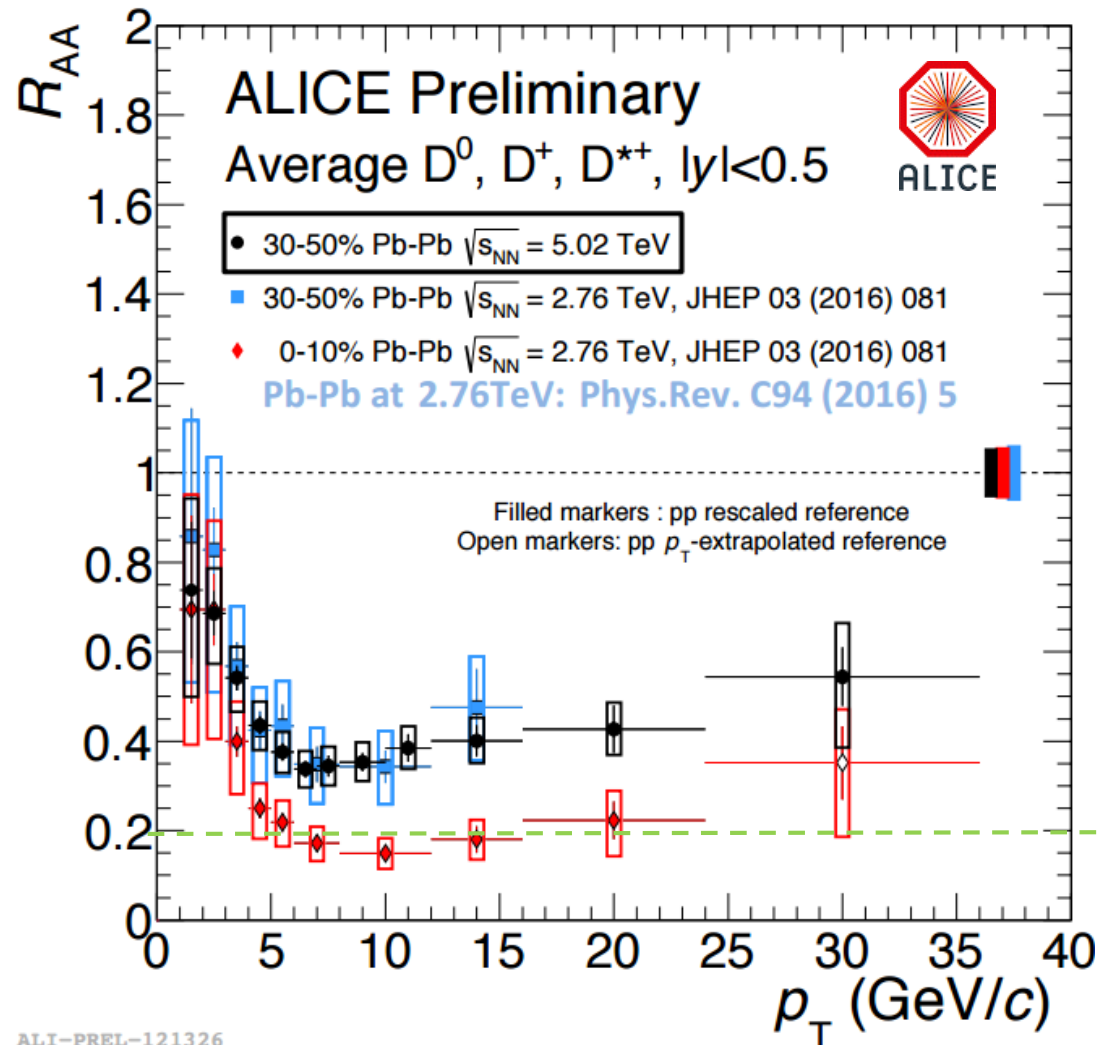 R_AA
2
1.8
1.6
1.4
1.2
1
0.8
0.6
0.4
0.2
0
ALICE Preliminary
Average D⁰, D⁺, D*⁺, |y|<0.5
ALICE
30-50% Pb-Pb √s_NN = 5.02 TeV
30-50% Pb-Pb √s_NN = 2.76 TeV, JHEP 03 (2016) 081
0-10% Pb-Pb √s_NN = 2.76 TeV, JHEP 03 (2016) 081
Pb-Pb at 2.76TeV: Phys.Rev. C94 (2016) 5
Filled markers : pp rescaled reference
Open markers: pp p_T-extrapolated reference
0 5 10 15 20 25 30 35 40
p_T (GeV/c)
ALI-PREL-121326